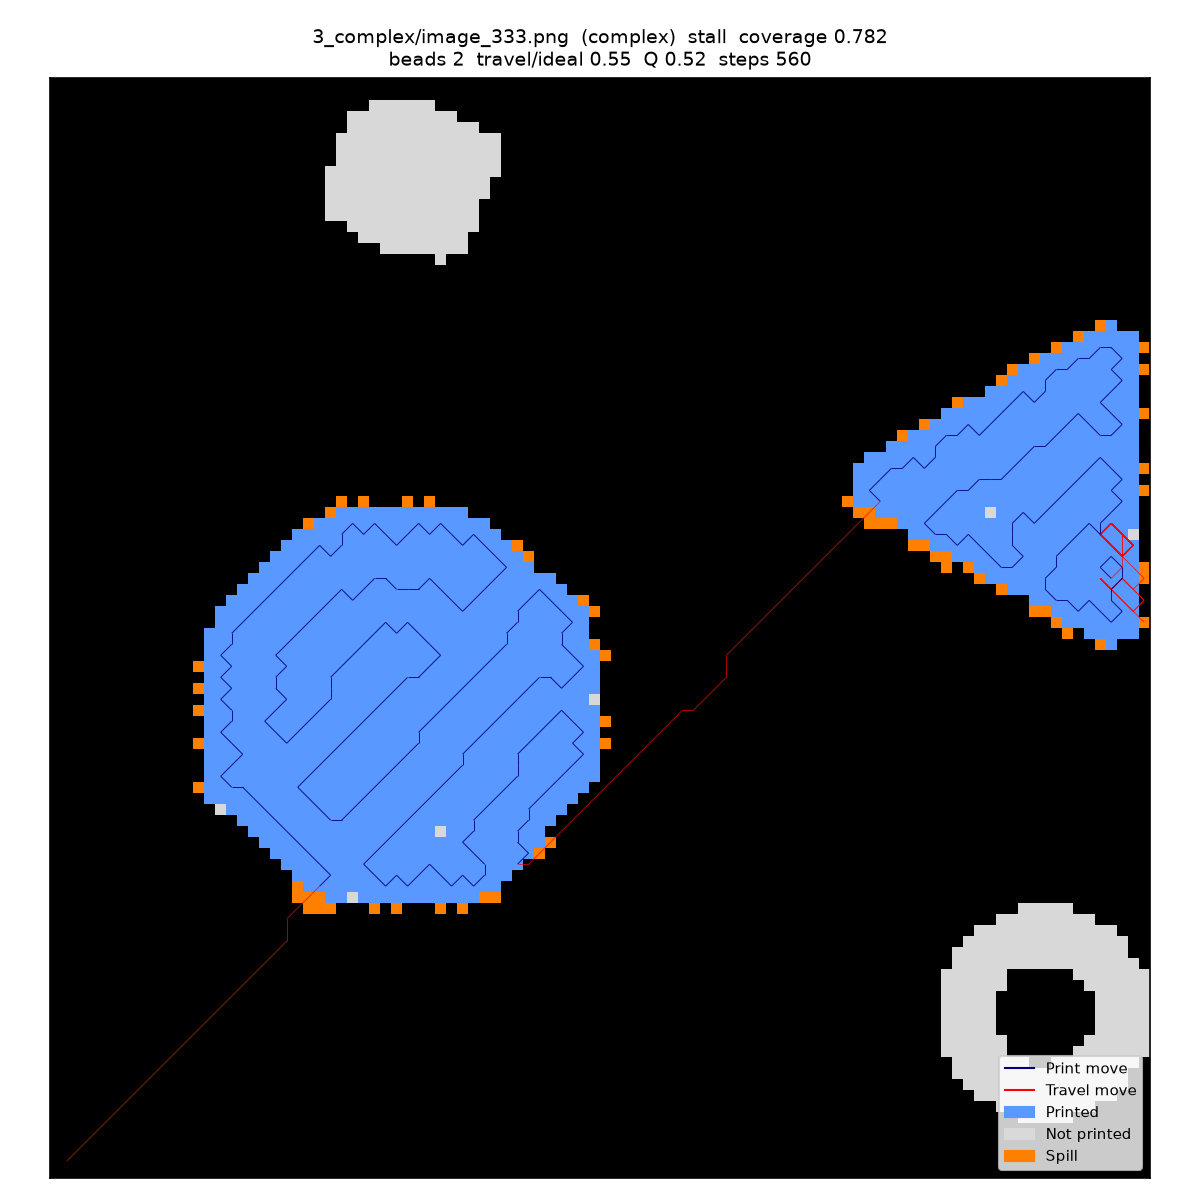 3_complex/image_333.png  (complex)  stall  coverage 0.782
beads 2  travel/ideal 0.55  Q 0.52  steps 560
Print move
Travel move
Printed
Not printed
Spill